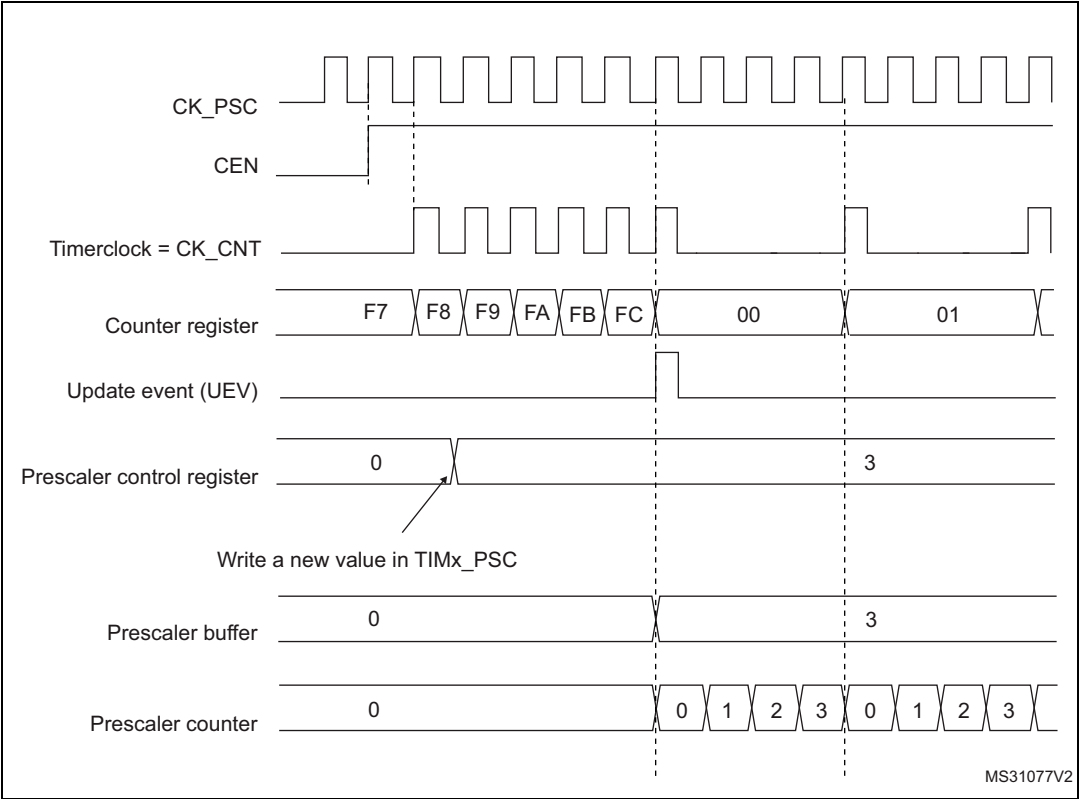 CK_PSC
CEN
Timerclock = CK_CNT
Counter register
F7 F8 F9 FA FB FC 00 01
Update event (UEV)
Prescaler control register
0 3
Write a new value in TIMx_PSC
Prescaler buffer
0 3
Prescaler counter
0 0 1 2 3 0 1 2 3
MS31077V2